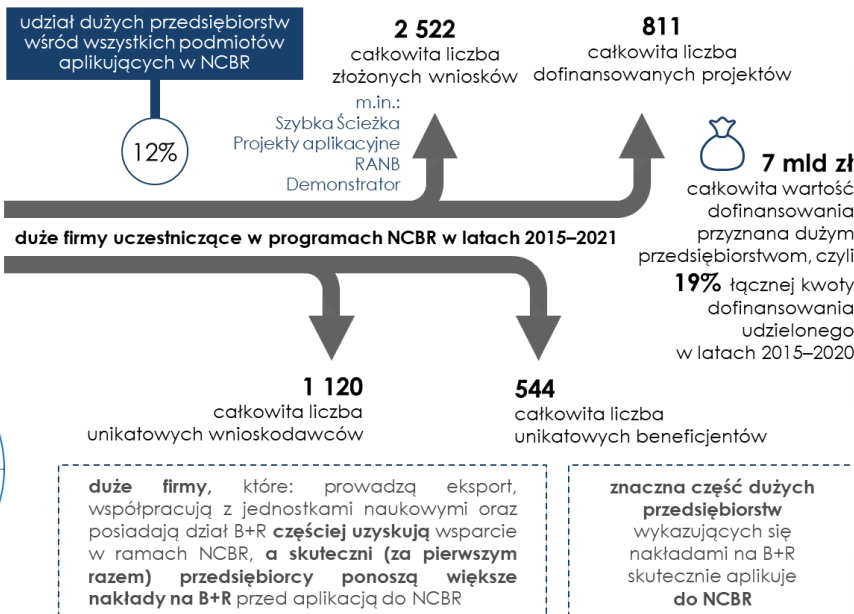 udział dużych przedsiębiorstw
wśród wszystkich podmiotów
aplikujących w NCBR
12%
2 522
całkowita liczba
złożonych wniosków
m.in.:
Szybka Ścieżka
Projekty aplikacyjne
RANB
Demonstrator
811
całkowita liczba
dofinansowanych projektów
7 mld zł
całkowita wartość
dofinansowania
przyznana dużym
przedsiębiorstwom, czyli
19% łącznej kwoty
dofinansowania
udzielonego
w latach 2015–2020
duże firmy uczestniczące w programach NCBR w latach 2015–2021
1 120
całkowita liczba
unikatowych wnioskodawców
544
całkowita liczba
unikatowych beneficjentów
duże firmy, które: prowadzą eksport,
współpracują z jednostkami naukowymi oraz
posiadają dział B+R częściej uzyskują wsparcie
w ramach NCBR, a skuteczni (za pierwszym
razem) przedsiębiorcy ponoszą większe
nakłady na B+R przed aplikacją do NCBR
znaczna część dużych
przedsiębiorstw
wykazujących się
nakładami na B+R
skutecznie aplikuje
do NCBR